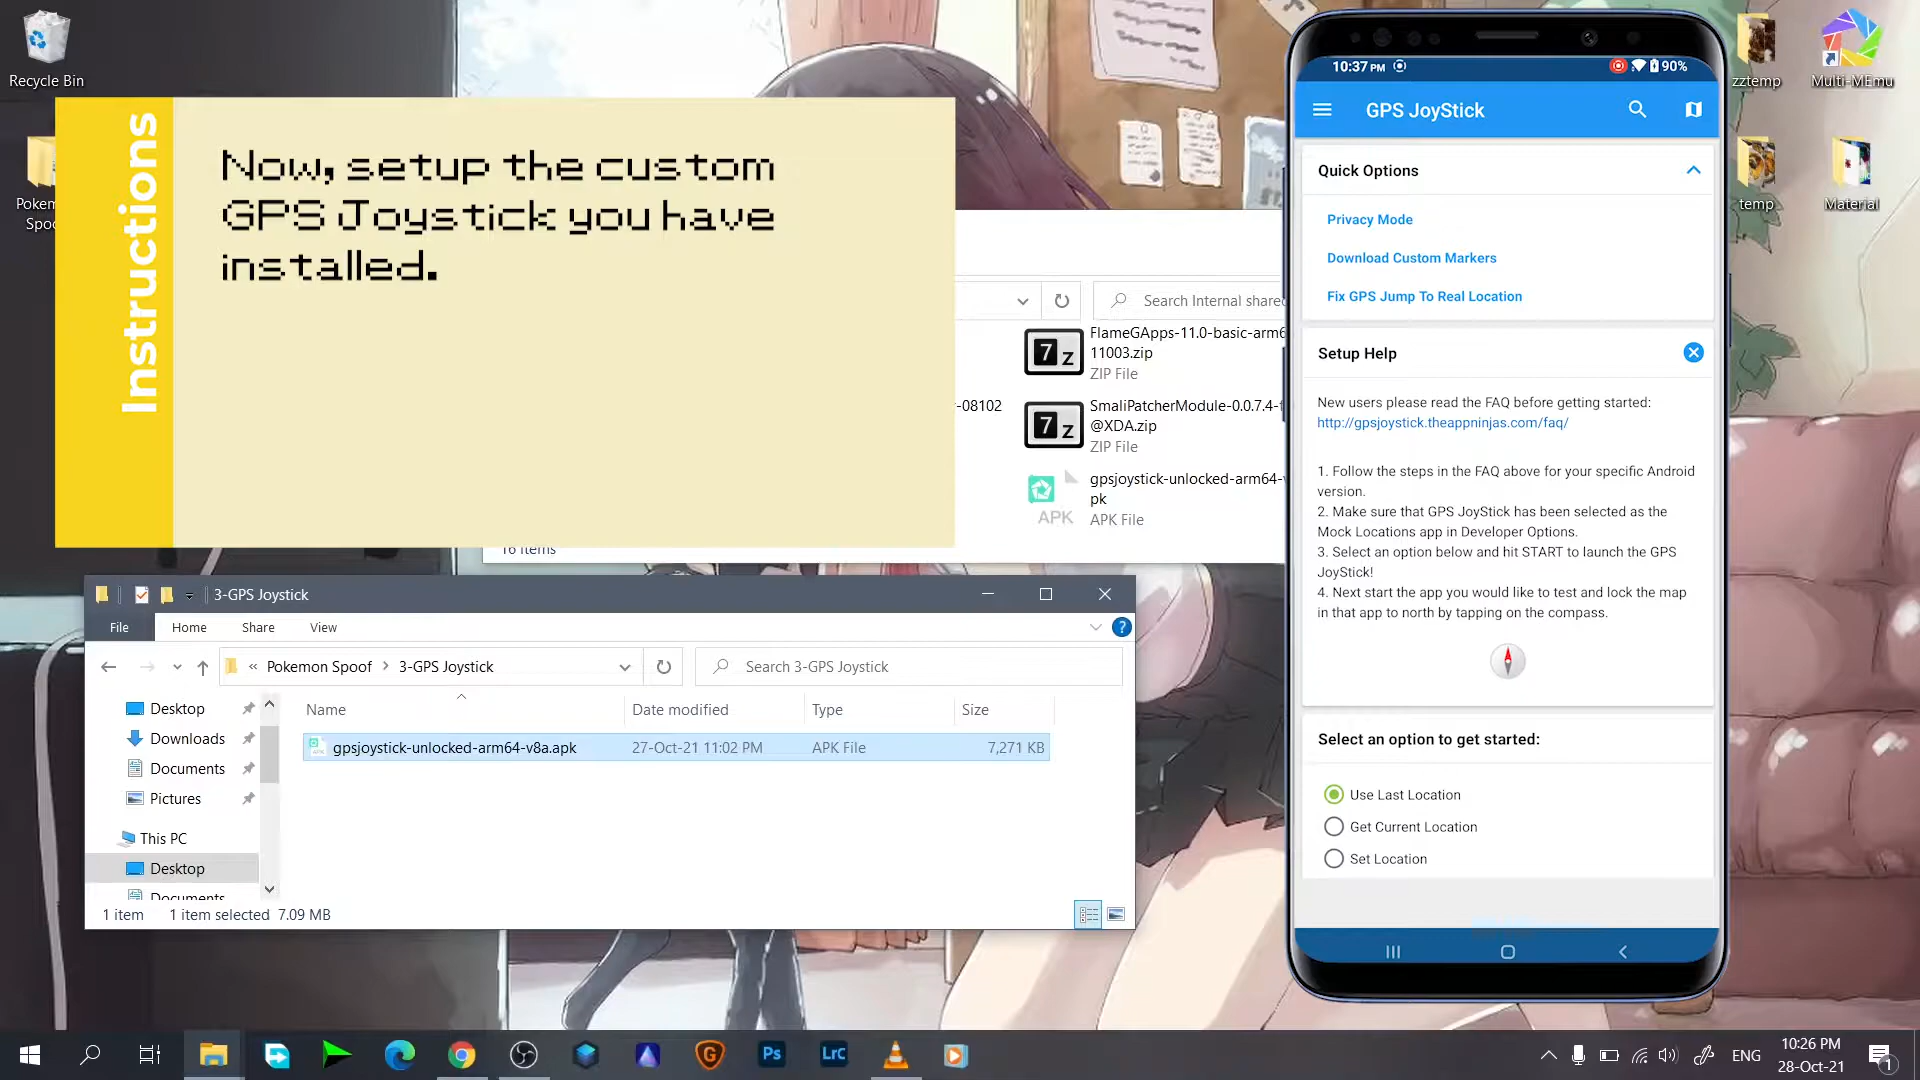 Recycle Bin
Instructions
Now, setup the custom
GPS Joystick you have
installed.
Search Internal share
FlameGApps-11.0-basic-arm6
11003.zip
ZIP File
-08102
SmaliPatcherModule-0.0.7.4-f
@XDA.zip
ZIP File
gpsjoystick-unlocked-arm64-v
pk
APK
APK File
16 items
3-GPS Joystick
File
Home
Share
View
Pokemon Spoof
3-GPS Joystick
Search 3-GPS Joystick
Desktop
Downloads
Documents
Pictures
This PC
Desktop
Documents
Name
Date modified
Type
Size
gpsjoystick-unlocked-arm64-v8a.apk
27-Oct-21 11:02 PM
APK File
7,271 KB
1 item
1 item selected 7.09 MB
10:37 PM
90%
GPS JoyStick
Quick Options
Privacy Mode
Download Custom Markers
Fix GPS Jump To Real Location
Setup Help
New users please read the FAQ before getting started:
http://gpsjoystick.theappninjas.com/faq/
1. Follow the steps in the FAQ above for your specific Android
version.
2. Make sure that GPS JoyStick has been selected as the
Mock Locations app in Developer Options.
3. Select an option below and hit START to launch the GPS
JoyStick!
4. Next start the app you would like to test and lock the map
in that app to north by tapping on the compass.
Select an option to get started:
Use Last Location
Get Current Location
Set Location
zztemp
Multi-MEmu
temp
Material
Ps
LrC
ENG
10:26 PM
28-Oct-21
1